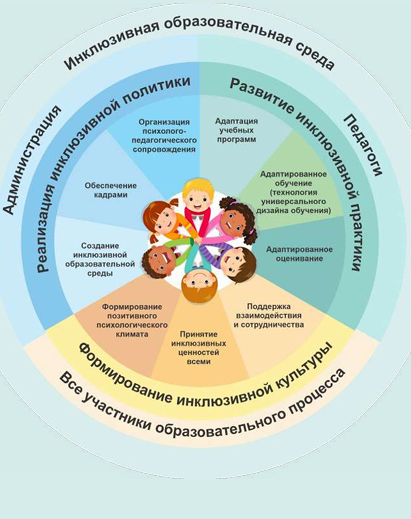 Инклюзивная образовательная среда
Администрация
Педагоги
Реализация инклюзивной политики
Развитие инклюзивной практики
Организация
психолого-
педагогического
сопровождения
Адаптация
учебных
программ
Обеспечение
кадрами
Адаптированное
обучение
(технология
универсального
дизайна обучения)
Создание
инклюзивной
образовательной
среды
Адаптированное
оценивание
Формирование
позитивного
психологического
климата
Принятие
инклюзивных
ценностей
всеми
Поддержка
взаимодействия
и сотрудничества
Формирование инклюзивной культуры
Все участники образовательного процесса